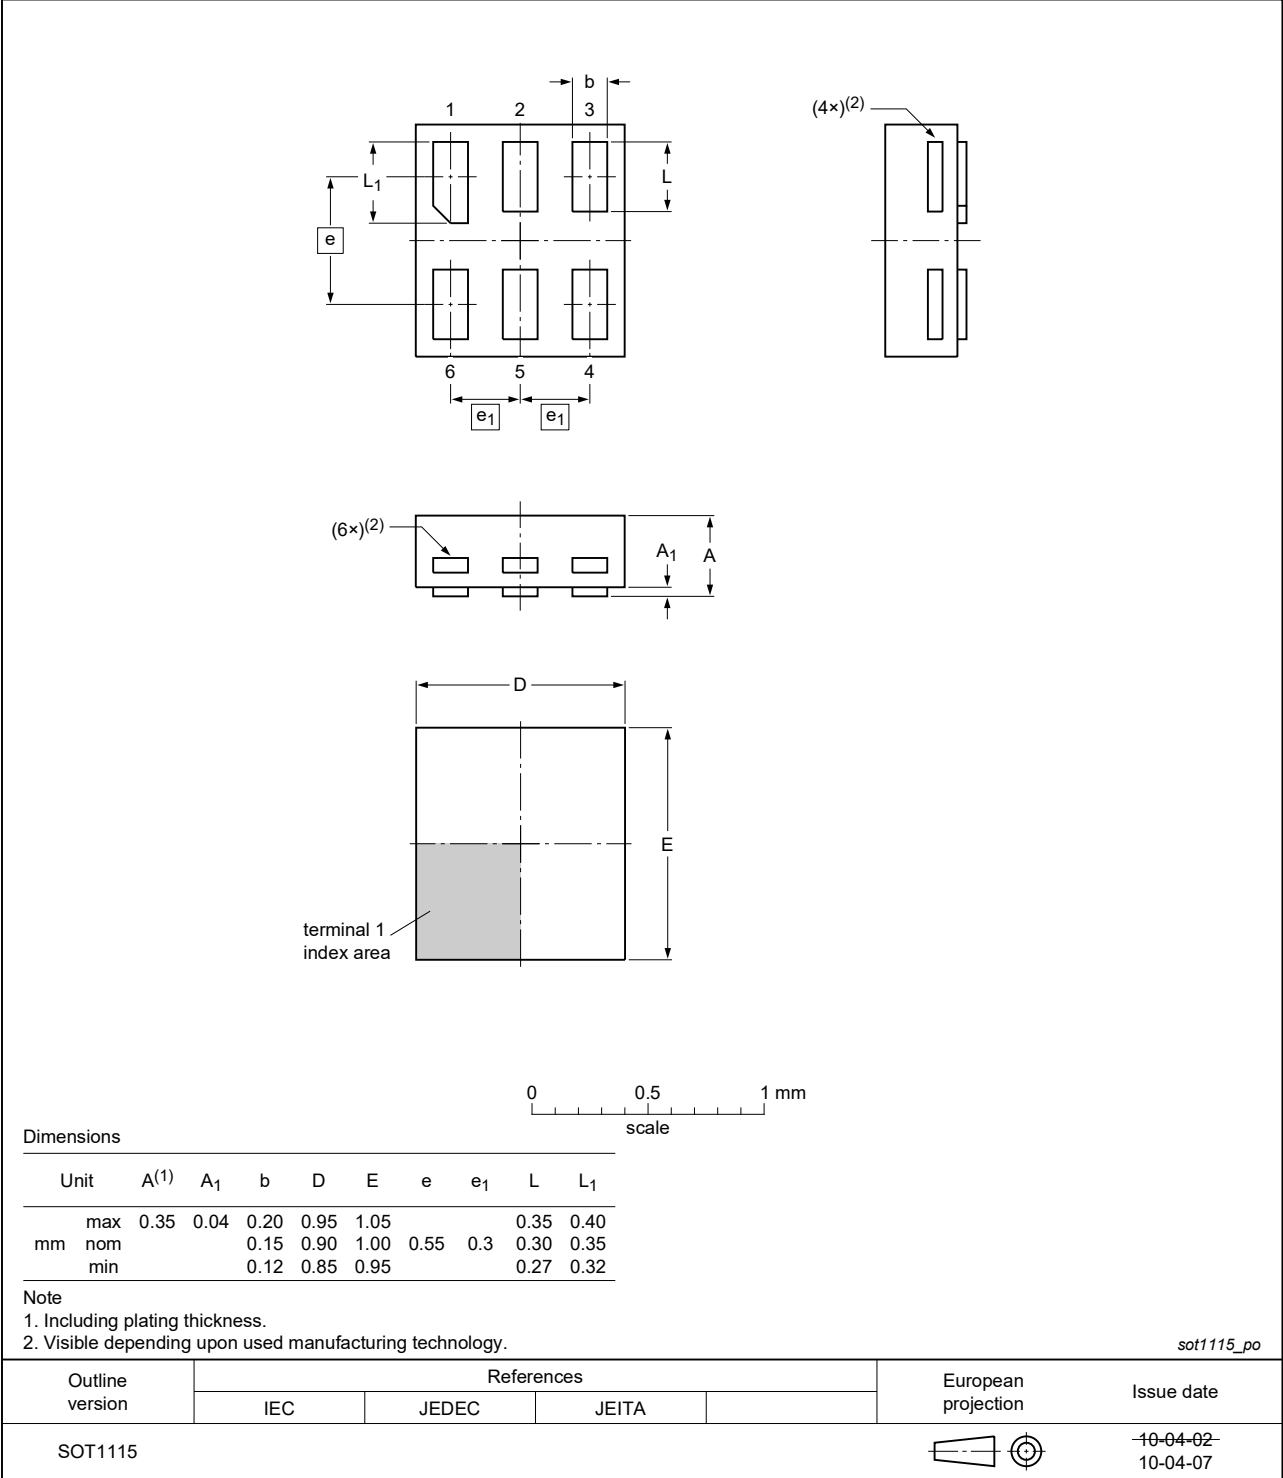 b
1 2 3
(4×)(2)
L1
L
e
6 5 4
e1 e1
(6×)(2)
A1
A
D
E
terminal 1
index area
0 0.5 1 mm
scale
Dimensions
Unit A(1) A1 b D E e e1 L L1
max 0.35 0.04 0.20 0.95 1.05 0.35 0.40
mm nom 0.15 0.90 1.00 0.55 0.3 0.30 0.35
min 0.12 0.85 0.95 0.27 0.32
Note
1. Including plating thickness.
2. Visible depending upon used manufacturing technology.
sot1115_po
Outline version
References
European projection
Issue date
IEC JEDEC JEITA
SOT1115
10-04-02
10-04-07